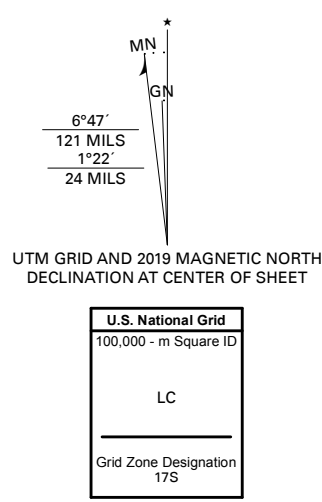 ★
MN
GN
6°47´
121 MILS
1°22´
24 MILS
UTM GRID AND 2019 MAGNETIC NORTH
DECLINATION AT CENTER OF SHEET
U.S. National Grid
100,000 - m Square ID
LC
Grid Zone Designation
17S